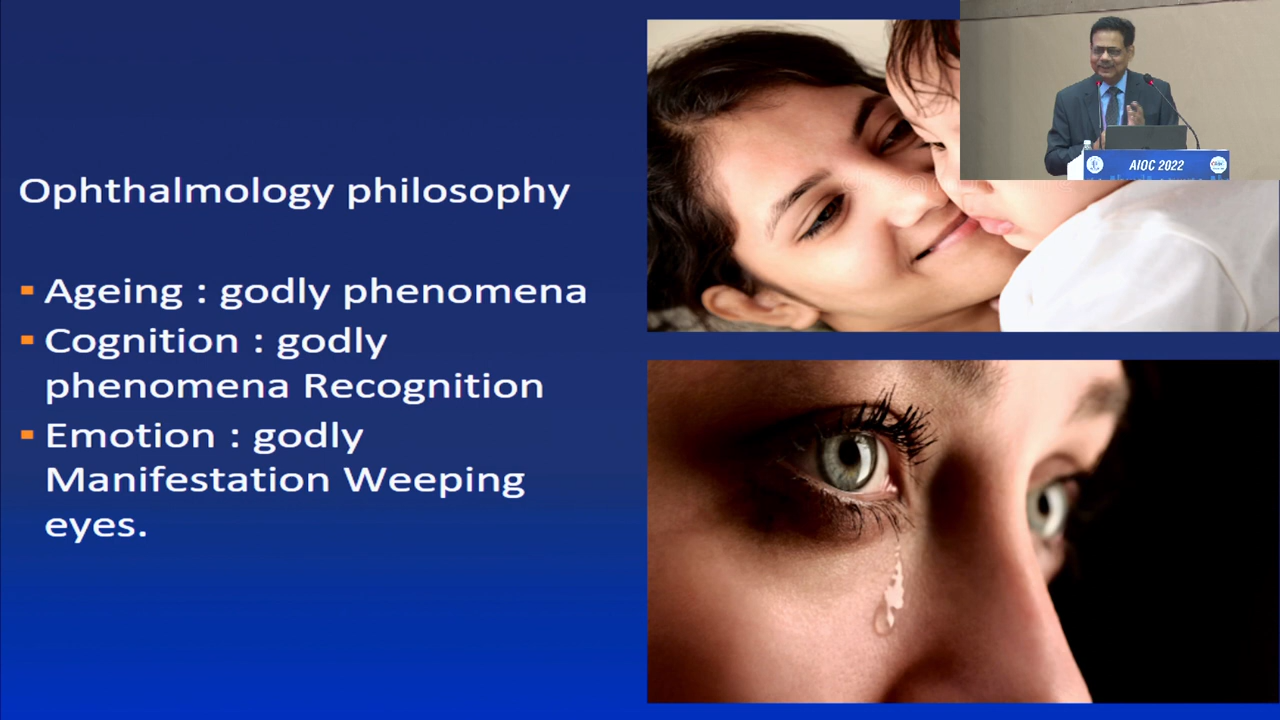 Ophthalmology philosophy
Ageing : godly phenomena
Cognition : godly
phenomena Recognition
Emotion : godly
Manifestation Weeping
eyes.
AIOC 2022